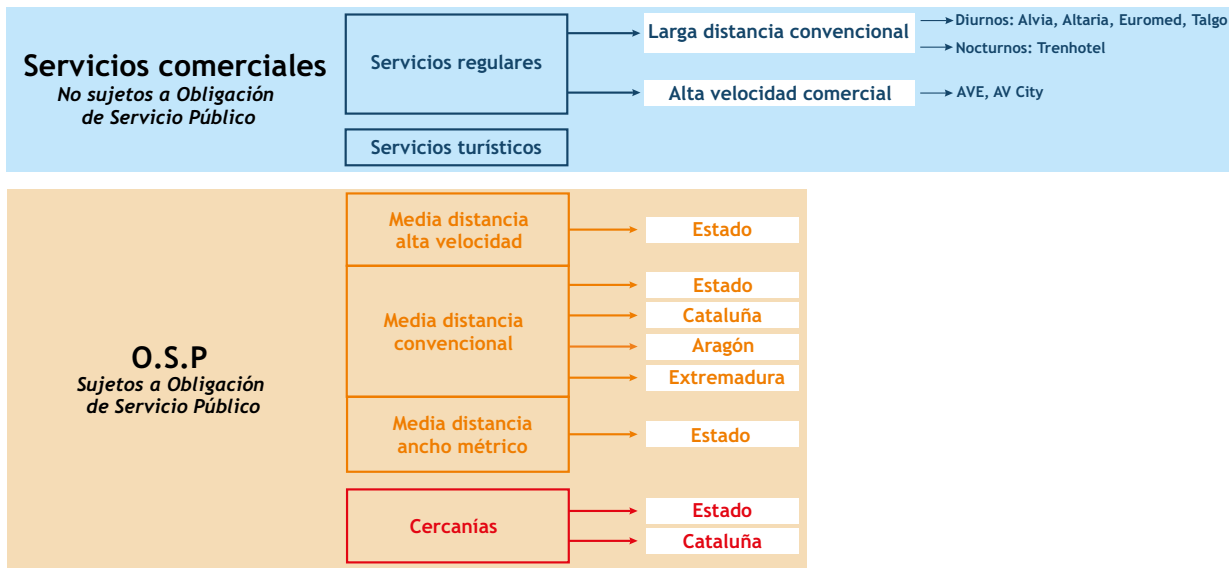 Servicios comerciales
No sujetos a Obligación
de Servicio Público
Servicios regulares
Larga distancia convencional
Diurnos: Alvia, Altaria, Euromed, Talgo
Nocturnos: Trenhotel
Alta velocidad comercial
AVE, AV City
Servicios turísticos
O.S.P
Sujetos a Obligación
de Servicio Público
Media distancia
alta velocidad
Estado
Media distancia
convencional
Estado
Cataluña
Aragón
Extremadura
Media distancia
ancho métrico
Estado
Cercanías
Estado
Cataluña